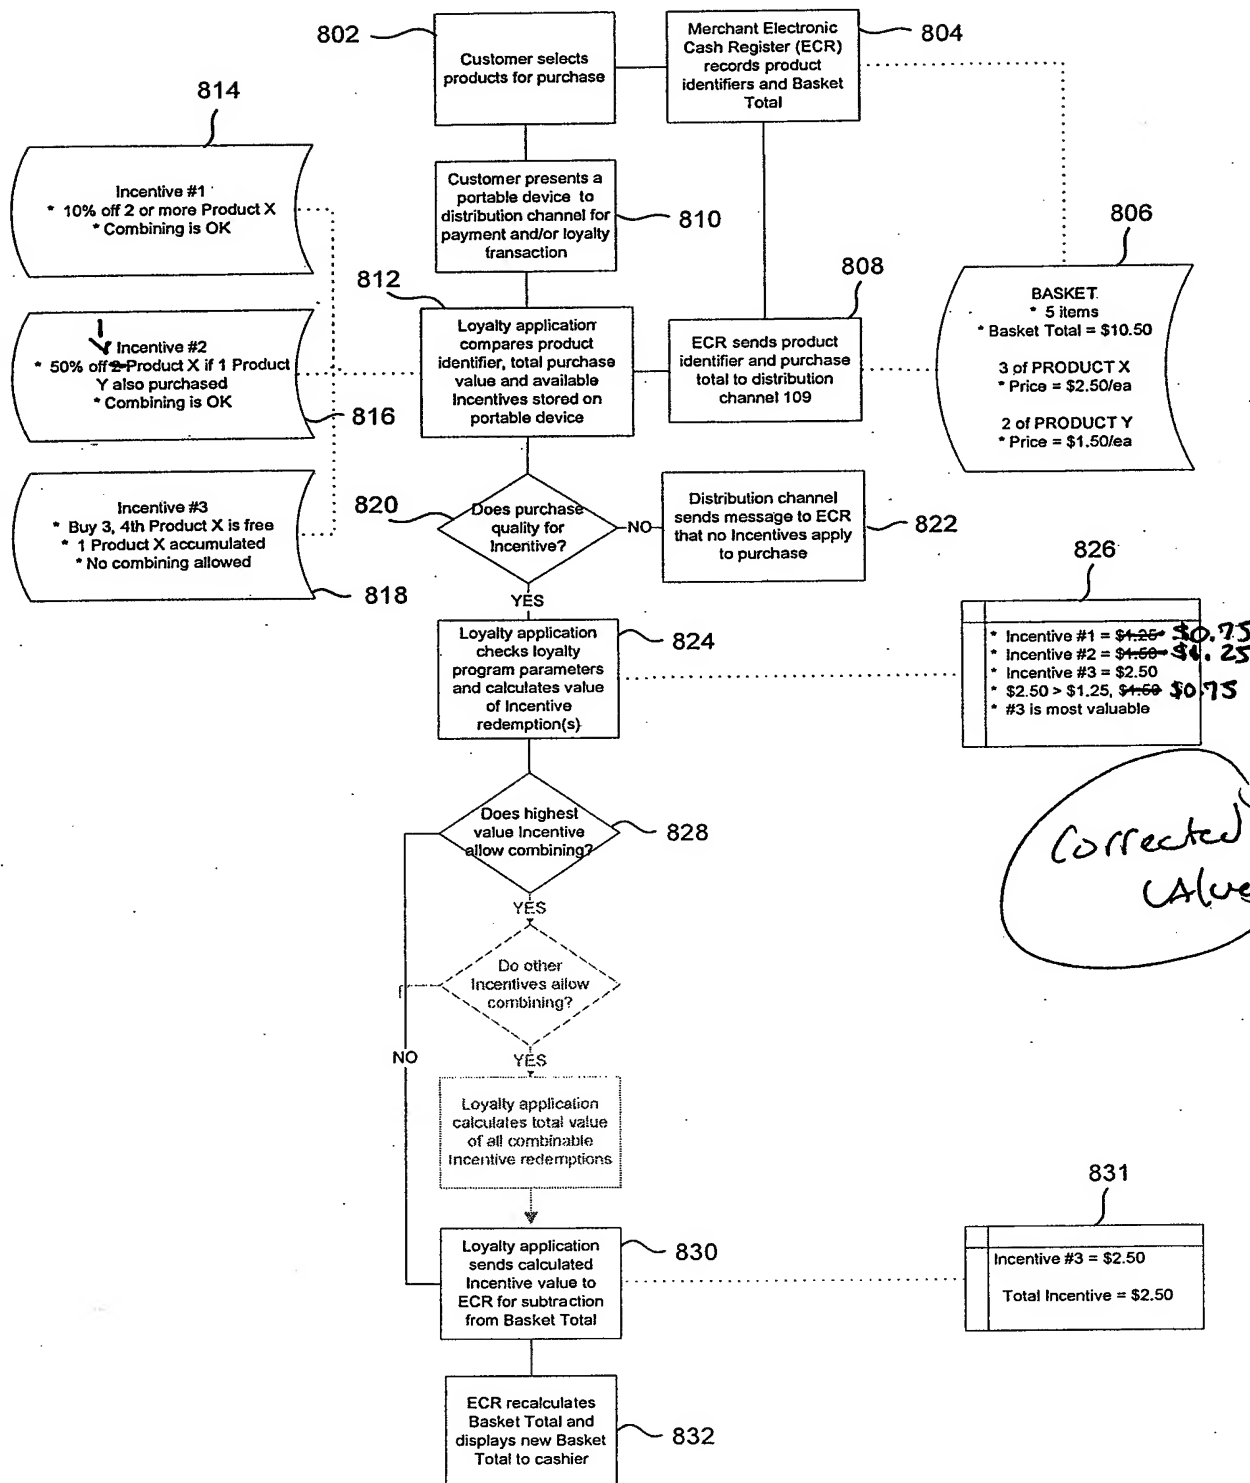 802
Customer selects
products for purchase
Merchant Electronic
Cash Register (ECR)
records product
identifiers and Basket
Total
804
814
Incentive #1
* 10% off 2 or more Product X
* Combining is OK
Customer presents a
portable device to
distribution channel for
payment and/or loyalty
transaction
810
806
BASKET
* 5 items
* Basket Total = $10.50
3 of PRODUCT X
* Price = $2.50/ea
2 of PRODUCT Y
* Price = $1.50/ea
812
Loyalty application
compares product
identifier, total purchase
value and available
Incentives stored on
portable device
808
ECR sends product
identifier and purchase
total to distribution
channel 109
1
Incentive #2
* 50% off 2 Product X if 1 Product
Y also purchased
* Combining is OK
816
Incentive #3
* Buy 3, 4th Product X is free
* 1 Product X accumulated
* No combining allowed
818
820
Does purchase
quality for
Incentive?
NO
Distribution channel
sends message to ECR
that no Incentives apply
to purchase
822
YES
Loyalty application
checks loyalty
program parameters
and calculates value
of Incentive
redemption(s)
824
826
* Incentive #1 = $1.25 $0.75
* Incentive #2 = $1.50 $1.25
* Incentive #3 = $2.50
* $2.50 > $1.25, $1.50 $0.75
* #3 is most valuable
Corrected
Does highest
value Incentive
allow combining?
828
YES
Do other
Incentives allow
combining?
NO
YES
Loyalty application
calculates total value
of all combinable
Incentive redemptions
Loyalty application
sends calculated
Incentive value to
ECR for subtraction
from Basket Total
830
831
Incentive #3 = $2.50
Total Incentive = $2.50
ECR recalculates
Basket Total and
displays new Basket
Total to cashier
832